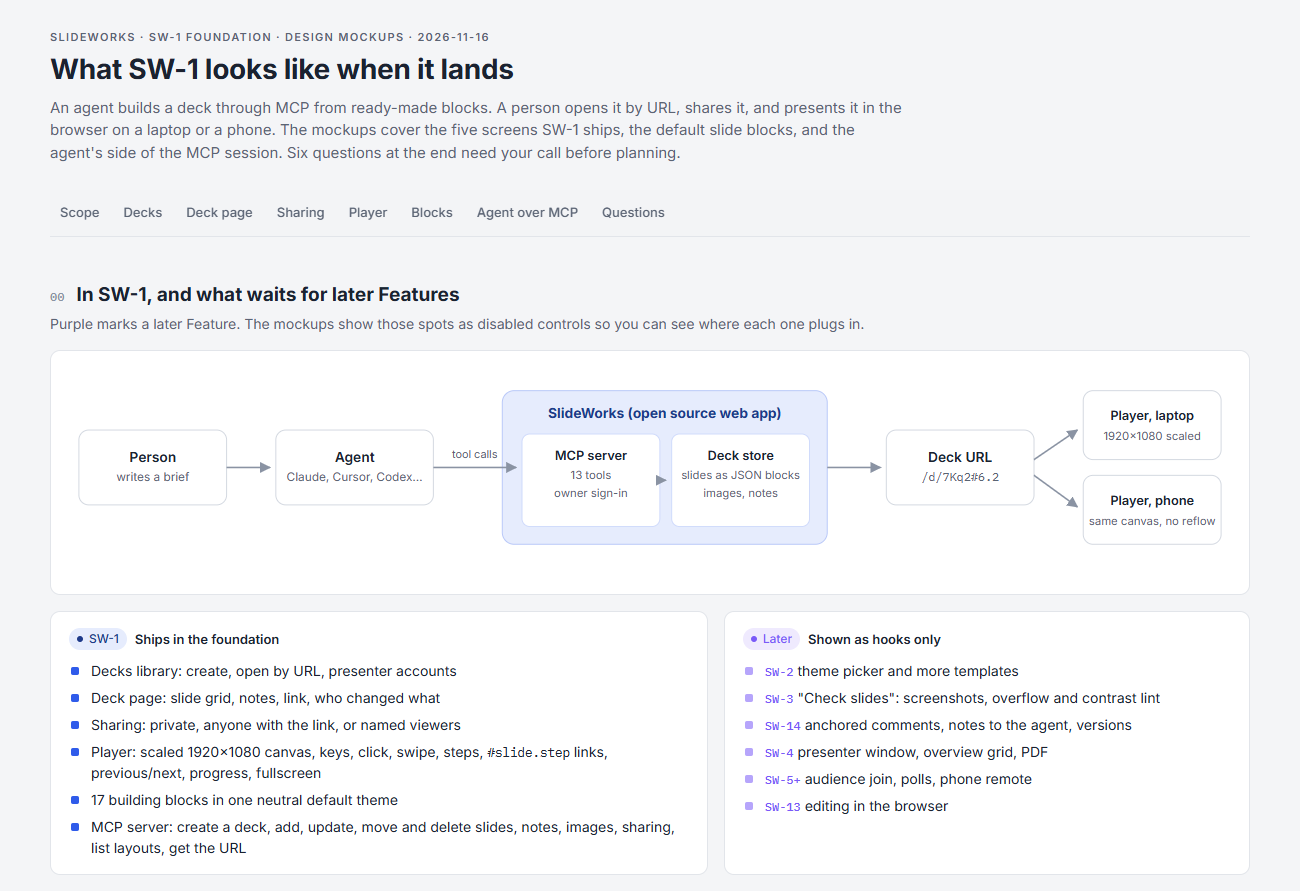 SLIDEWORKS · SW-1 FOUNDATION · DESIGN MOCKUPS · 2026-11-16
What SW-1 looks like when it lands
An agent builds a deck through MCP from ready-made blocks. A person opens it by URL, shares it, and presents it in the
browser on a laptop or a phone. The mockups cover the five screens SW-1 ships, the default slide blocks, and the
agent's side of the MCP session. Six questions at the end need your call before planning.
Scope Decks Deck page Sharing Player Blocks Agent over MCP Questions
00 In SW-1, and what waits for later Features
Purple marks a later Feature. The mockups show those spots as disabled controls so you can see where each one plugs in.
Person
writes a brief
Agent
Claude, Cursor, Codex...
tool calls
SlideWorks (open source web app)
MCP server
13 tools
owner sign-in
Deck store
slides as JSON blocks
images, notes
Deck URL
/d/7Kq2#6.2
Player, laptop
1920×1080 scaled
Player, phone
same canvas, no reflow
SW-1 Ships in the foundation
Decks library: create, open by URL, presenter accounts
Deck page: slide grid, notes, link, who changed what
Sharing: private, anyone with the link, or named viewers
Player: scaled 1920×1080 canvas, keys, click, swipe, steps, #slide.step links,
previous/next, progress, fullscreen
17 building blocks in one neutral default theme
MCP server: create a deck, add, update, move and delete slides, notes, images, sharing,
list layouts, get the URL
Later Shown as hooks only
SW-2 theme picker and more templates
SW-3 "Check slides": screenshots, overflow and contrast lint
SW-14 anchored comments, notes to the agent, versions
SW-4 presenter window, overview grid, PDF
SW-5+ audience join, polls, phone remote
SW-13 editing in the browser